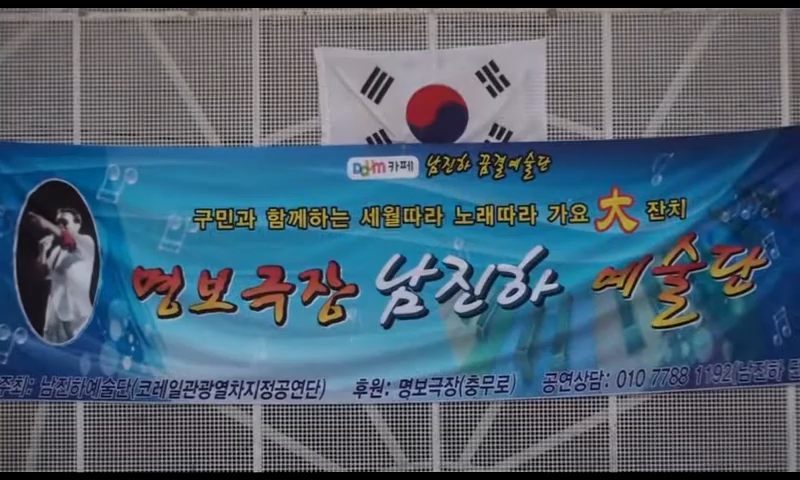 Daum 카페 남진하 꿈결예술단
구민과 함께하는 세월따라 노래따라 가요 大 잔치
명보극장 남진하 예술단
주최: 남진하예술단(코레일관광열차지정공연단) 후원: 명보극장(충무로) 공연상담: 010 7788 1192(남진하